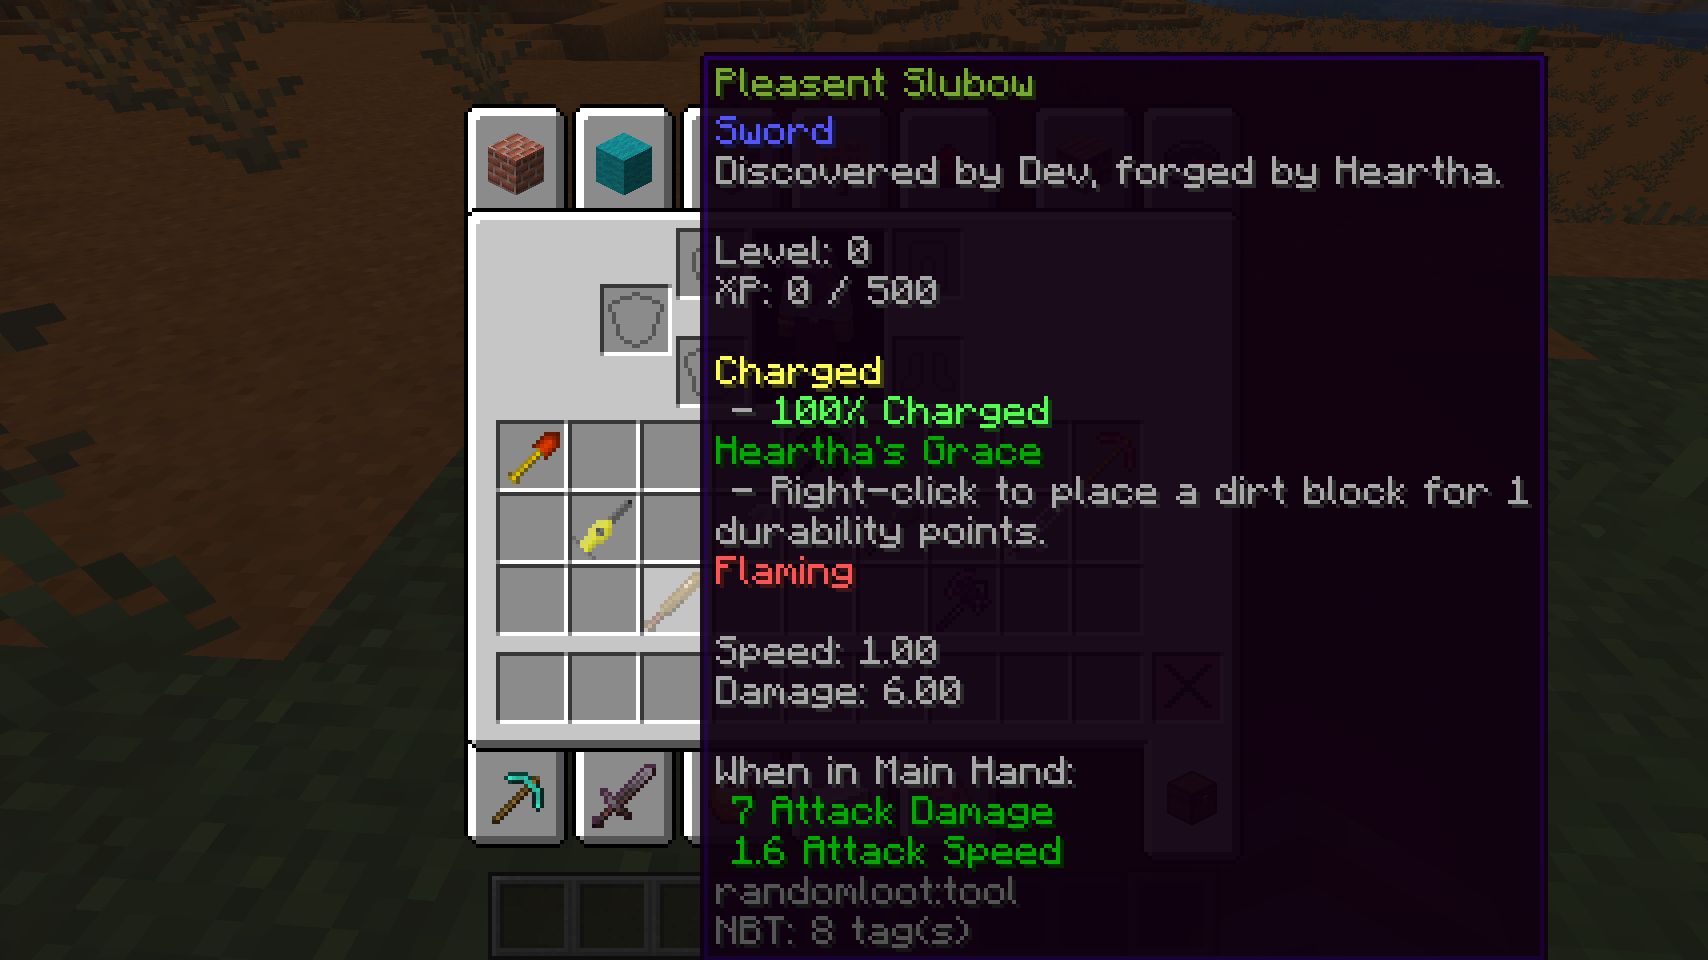 Pleasent Slubow
Sword
Discovered by Dev, forged by Heartha.
Level: 0
XP: 0 / 500
Charged
- 100% Charged
Heartha's Grace
- Right-click to place a dirt block for 1
durability points.
Flaming
Speed: 1.00
Damage: 6.00
When in Main Hand:
7 Attack Damage
1.6 Attack Speed
randomloot:tool
NBT: 8 tag(s)